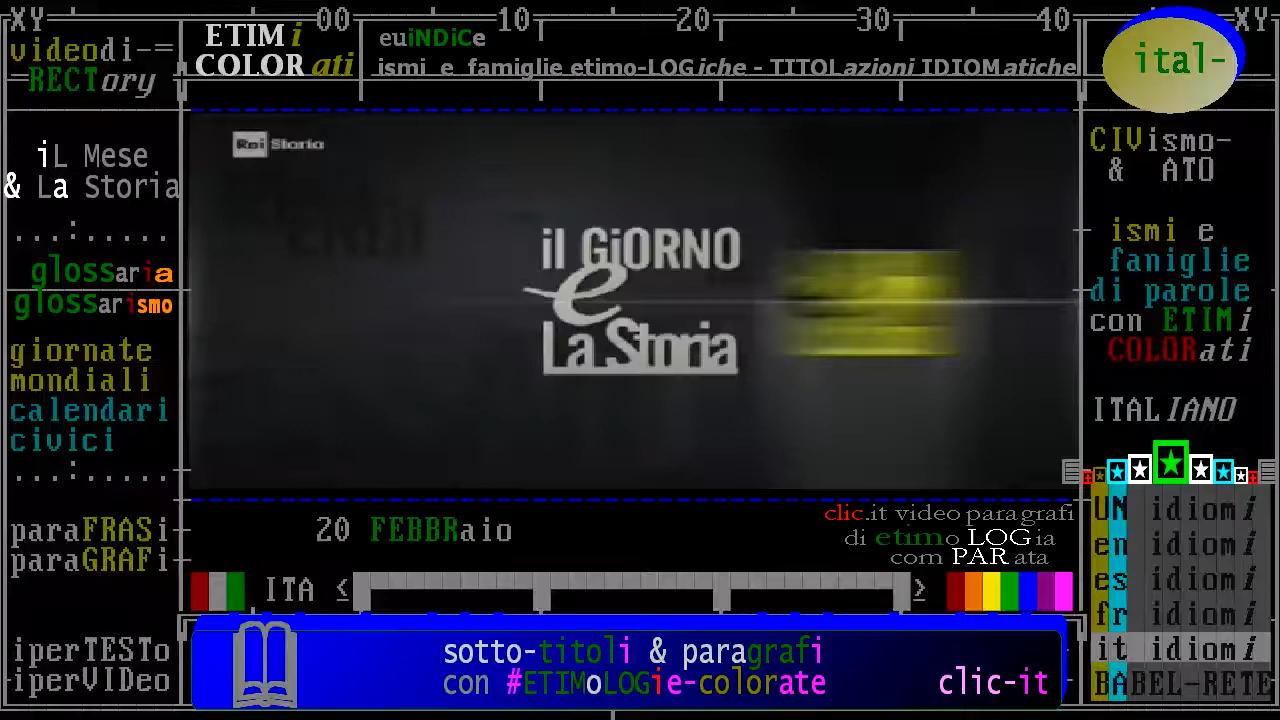 XY 00 10 20 30 40 XY
videodi-=
=RECTory
ETIMi
COLORati
euiNDiCe
ismi e famiglie etimo-LOGiche - TITOLazioni IDIOMatiche
ital-
iL Mese
& La Storia
...:.....
glossaria
glossarismo
giornate
mondiali
calendari
civici
...:.....
paraFRASi
paraGRAFi
iperTESTo
iperVIDeo
Rai Storia
il GiORNO
e
La Storia
20 FEBBRaio
clic.it video paragrafi
di etimo LOGia
com PAR ata
ITA < >
sotto-titoli & paragrafi
con #ETIMoLOGie-colorate
clic-it
CIVismo-
& ATO
ismi e
faniglie
di parole
con ETIMi
COLORati
ITALIANO
UN idiomi
en idiomi
es idiomi
fr idiomi
it idiomi
BABEL-RETE